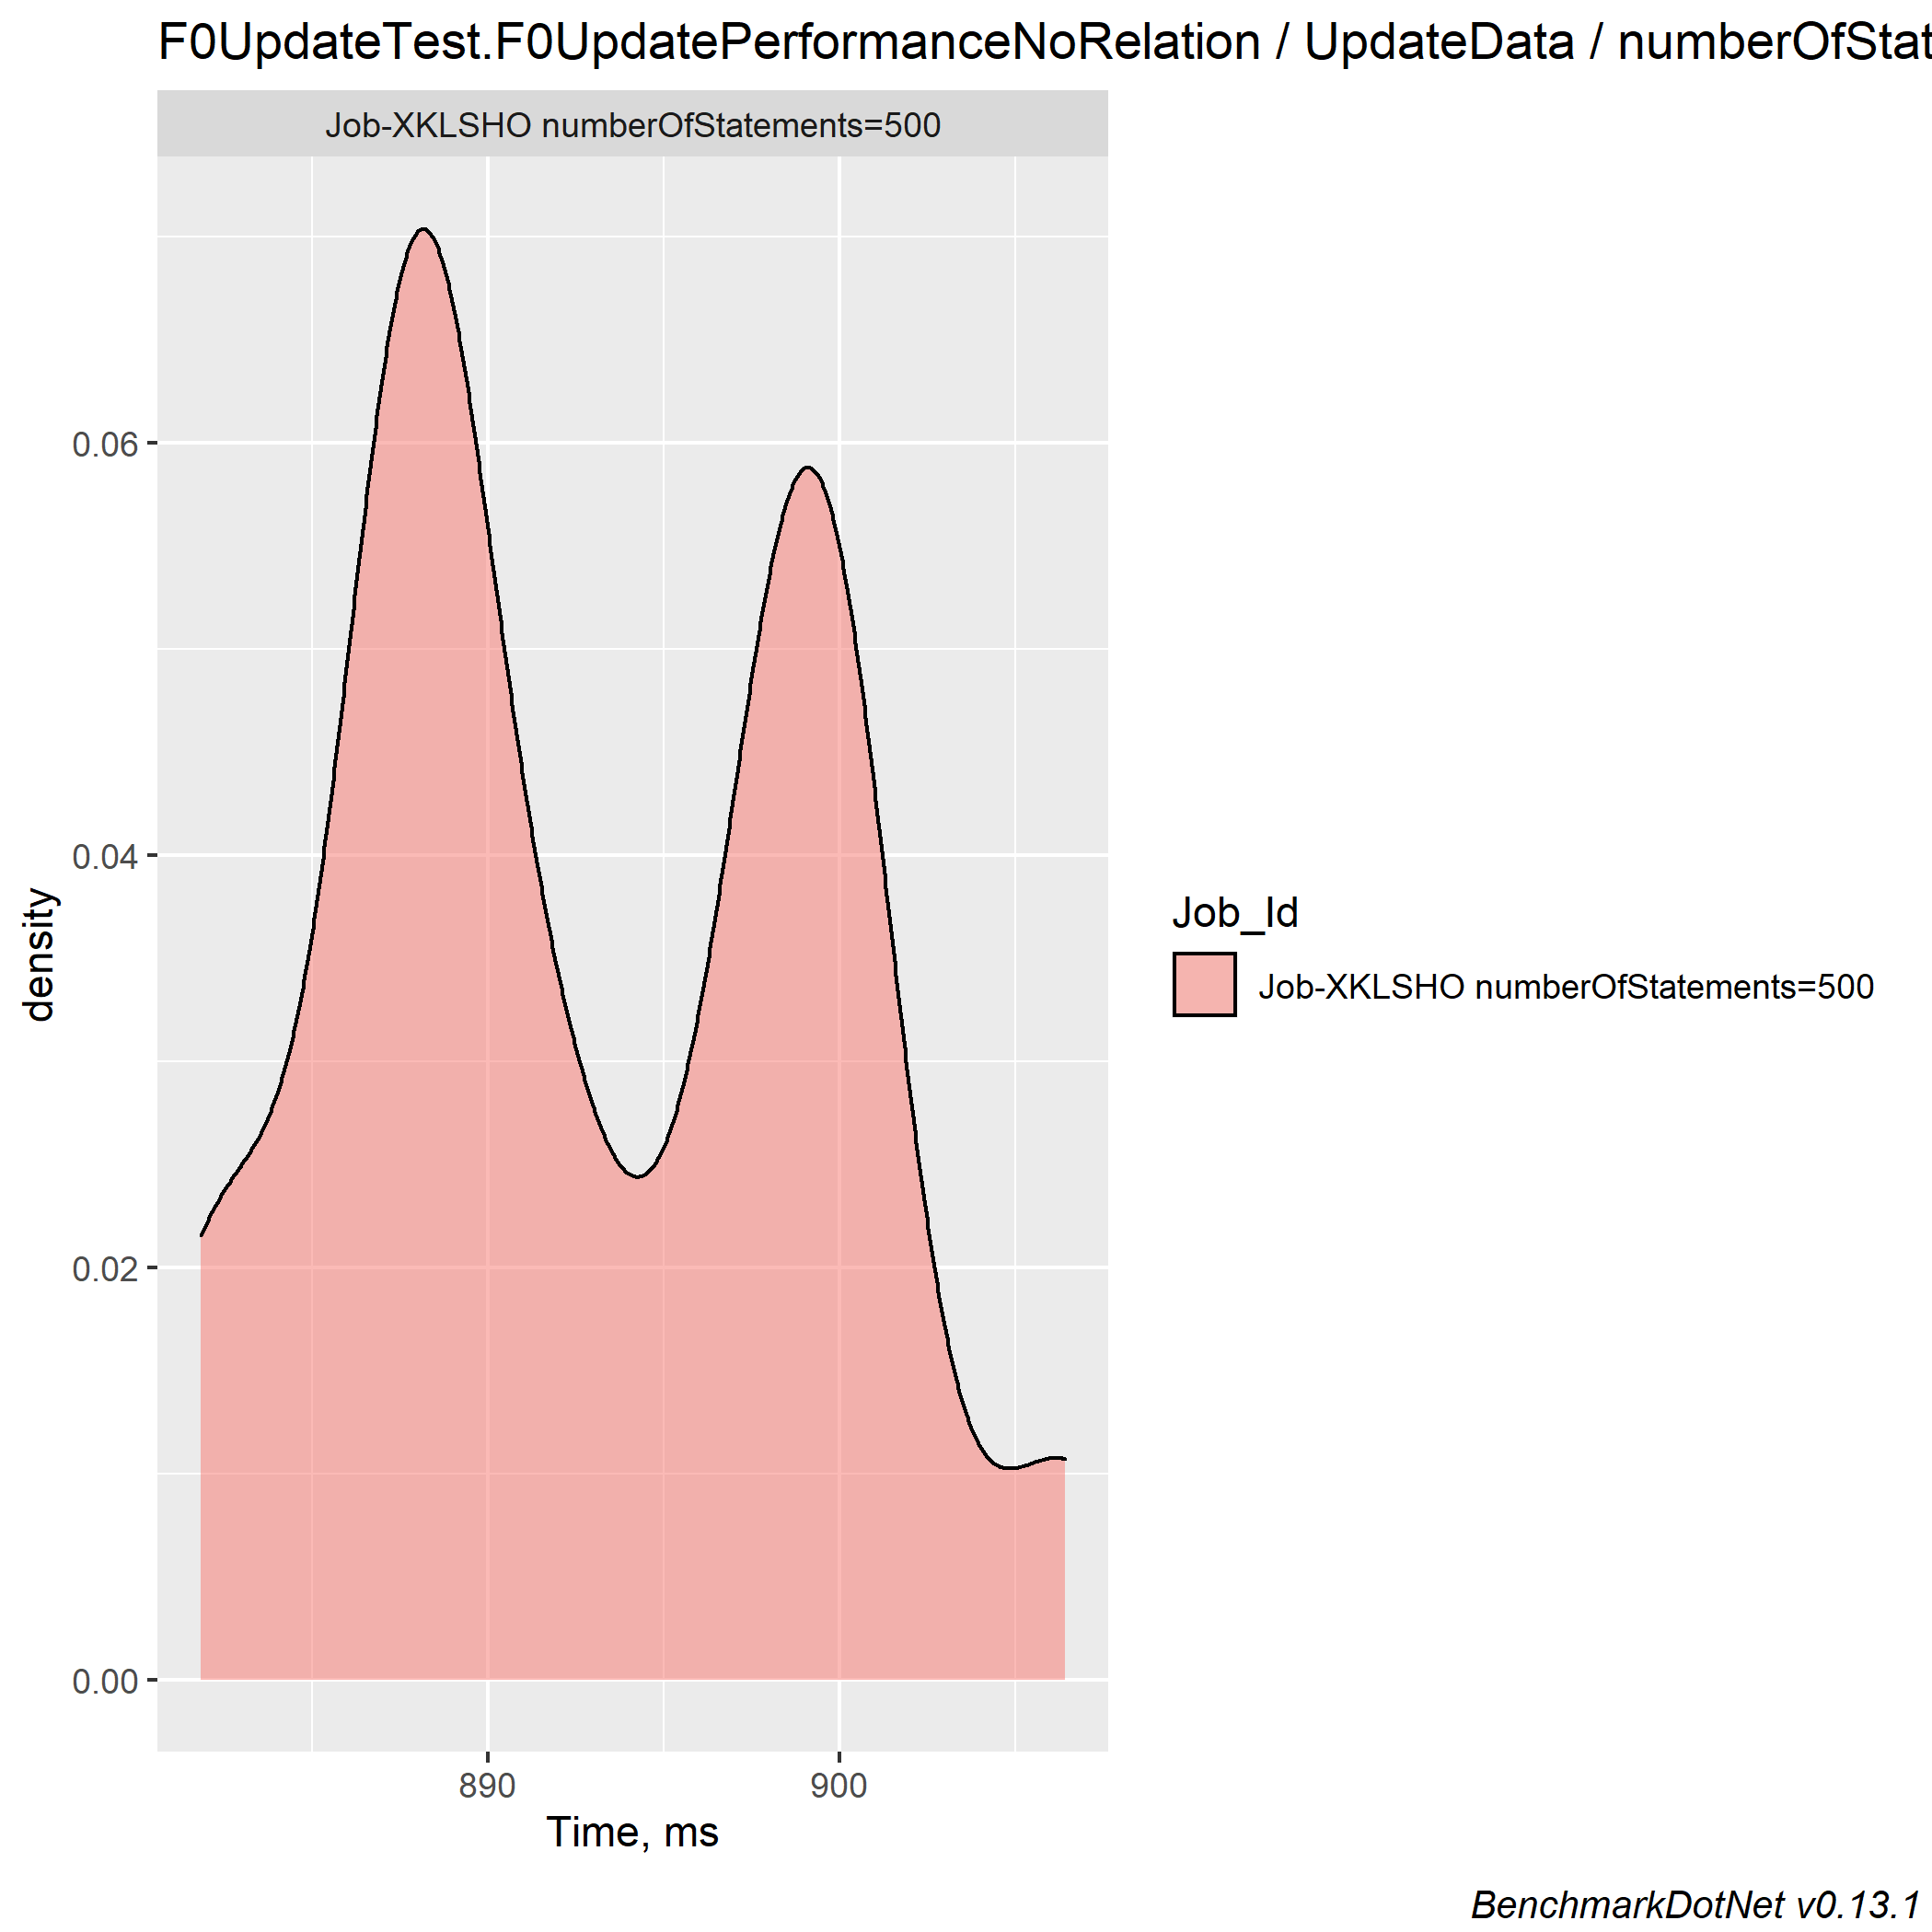 F0UpdateTest.F0UpdatePerformanceNoRelation / UpdateData / numberOfStat
Job-XKLSHO numberOfStatements=500
0.06
0.04
0.02
0.00
density
890
900
Time, ms
Job_Id
Job-XKLSHO numberOfStatements=500
BenchmarkDotNet v0.13.1